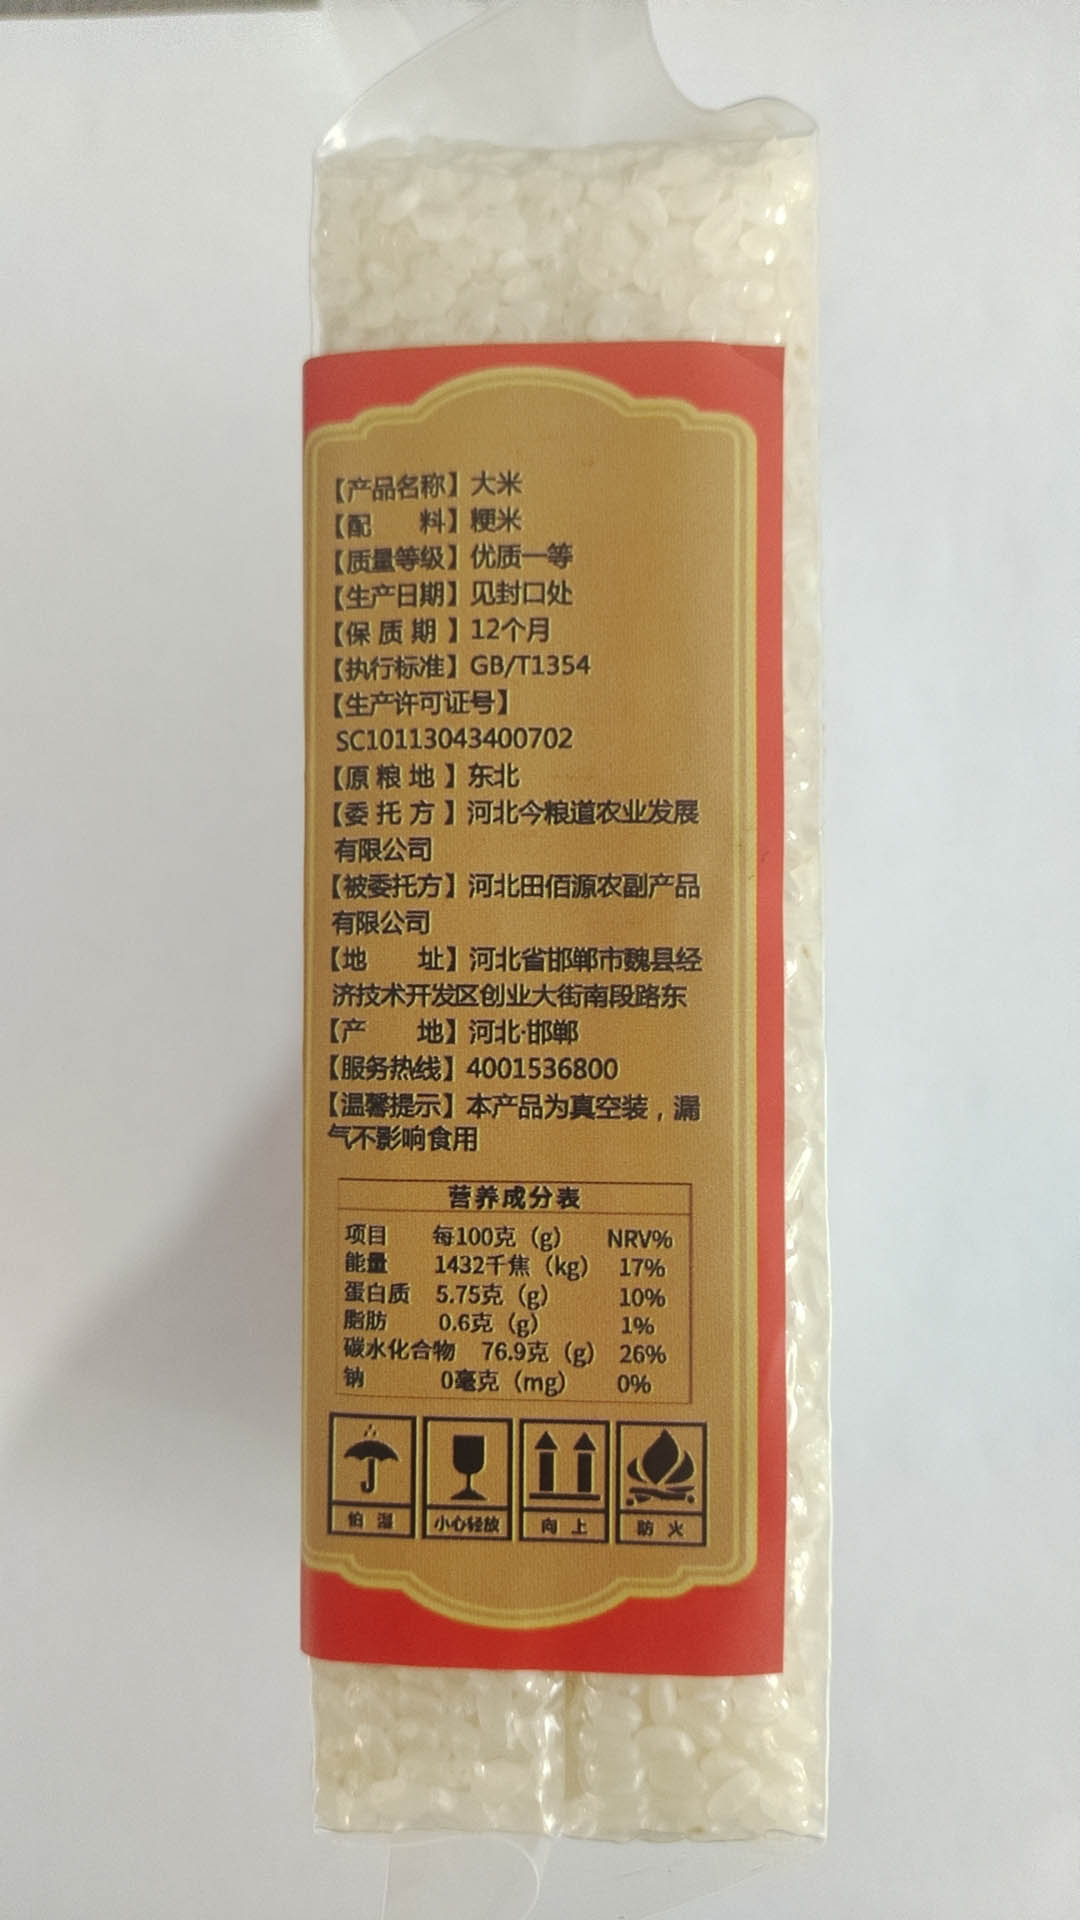 【产品名称】大米
【配　　料】粳米
【质量等级】优质一等
【生产日期】见封口处
【保 质 期 】12个月
【执行标准】GB/T1354
【生产许可证号】
SC10113043400702
【原 粮 地 】东北
【委 托 方 】河北今粮道农业发展
有限公司
【被委托方】河北田佰源农副产品
有限公司
【地　　址】河北省邯郸市魏县经
济技术开发区创业大街南段路东
【产　　地】河北·邯郸
【服务热线】4001536800
【温馨提示】本产品为真空装，漏
气不影响食用
营养成分表
项目 每100克（g） NRV%
能量 1432千焦（kg） 17%
蛋白质 5.75克（g） 10%
脂肪 0.6克（g） 1%
碳水化合物 76.9克（g） 26%
钠 0毫克（mg） 0%
怕 湿 小心轻放 向 上 防 火